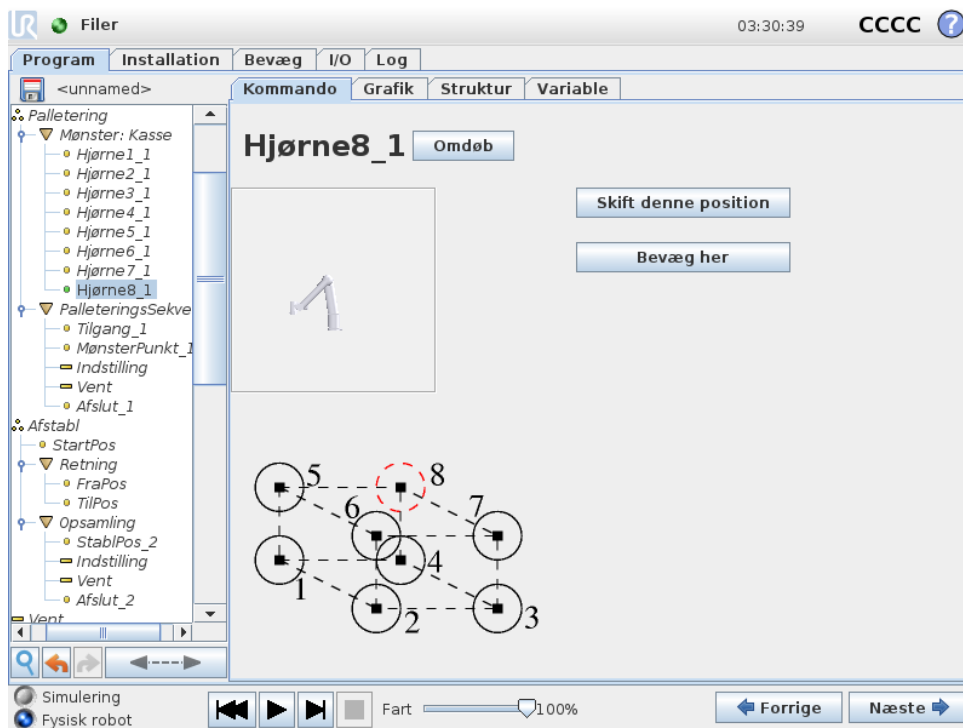 UR Filer 03:30:39 CCCC ?
Program Installation Bevæg I/O Log
<unnamed> Kommando Grafik Struktur Variable
Palletering
Mønster: Kasse
Hjørne1_1
Hjørne2_1
Hjørne3_1
Hjørne4_1
Hjørne5_1
Hjørne6_1
Hjørne7_1
Hjørne8_1
PalleteringsSekve
Tilgang_1
MønsterPunkt_1
Indstilling
Vent
Afslut_1
Afstabl
StartPos
Retning
FraPos
TilPos
Opsamling
StablPos_2
Indstilling
Vent
Afslut_2
Vent
Hjørne8_1 Omdøb
Skift denne position
Bevæg her
5 8
6 7
1 4
2 3
Simulering
Fysisk robot
Fart 100%
Forrige Næste